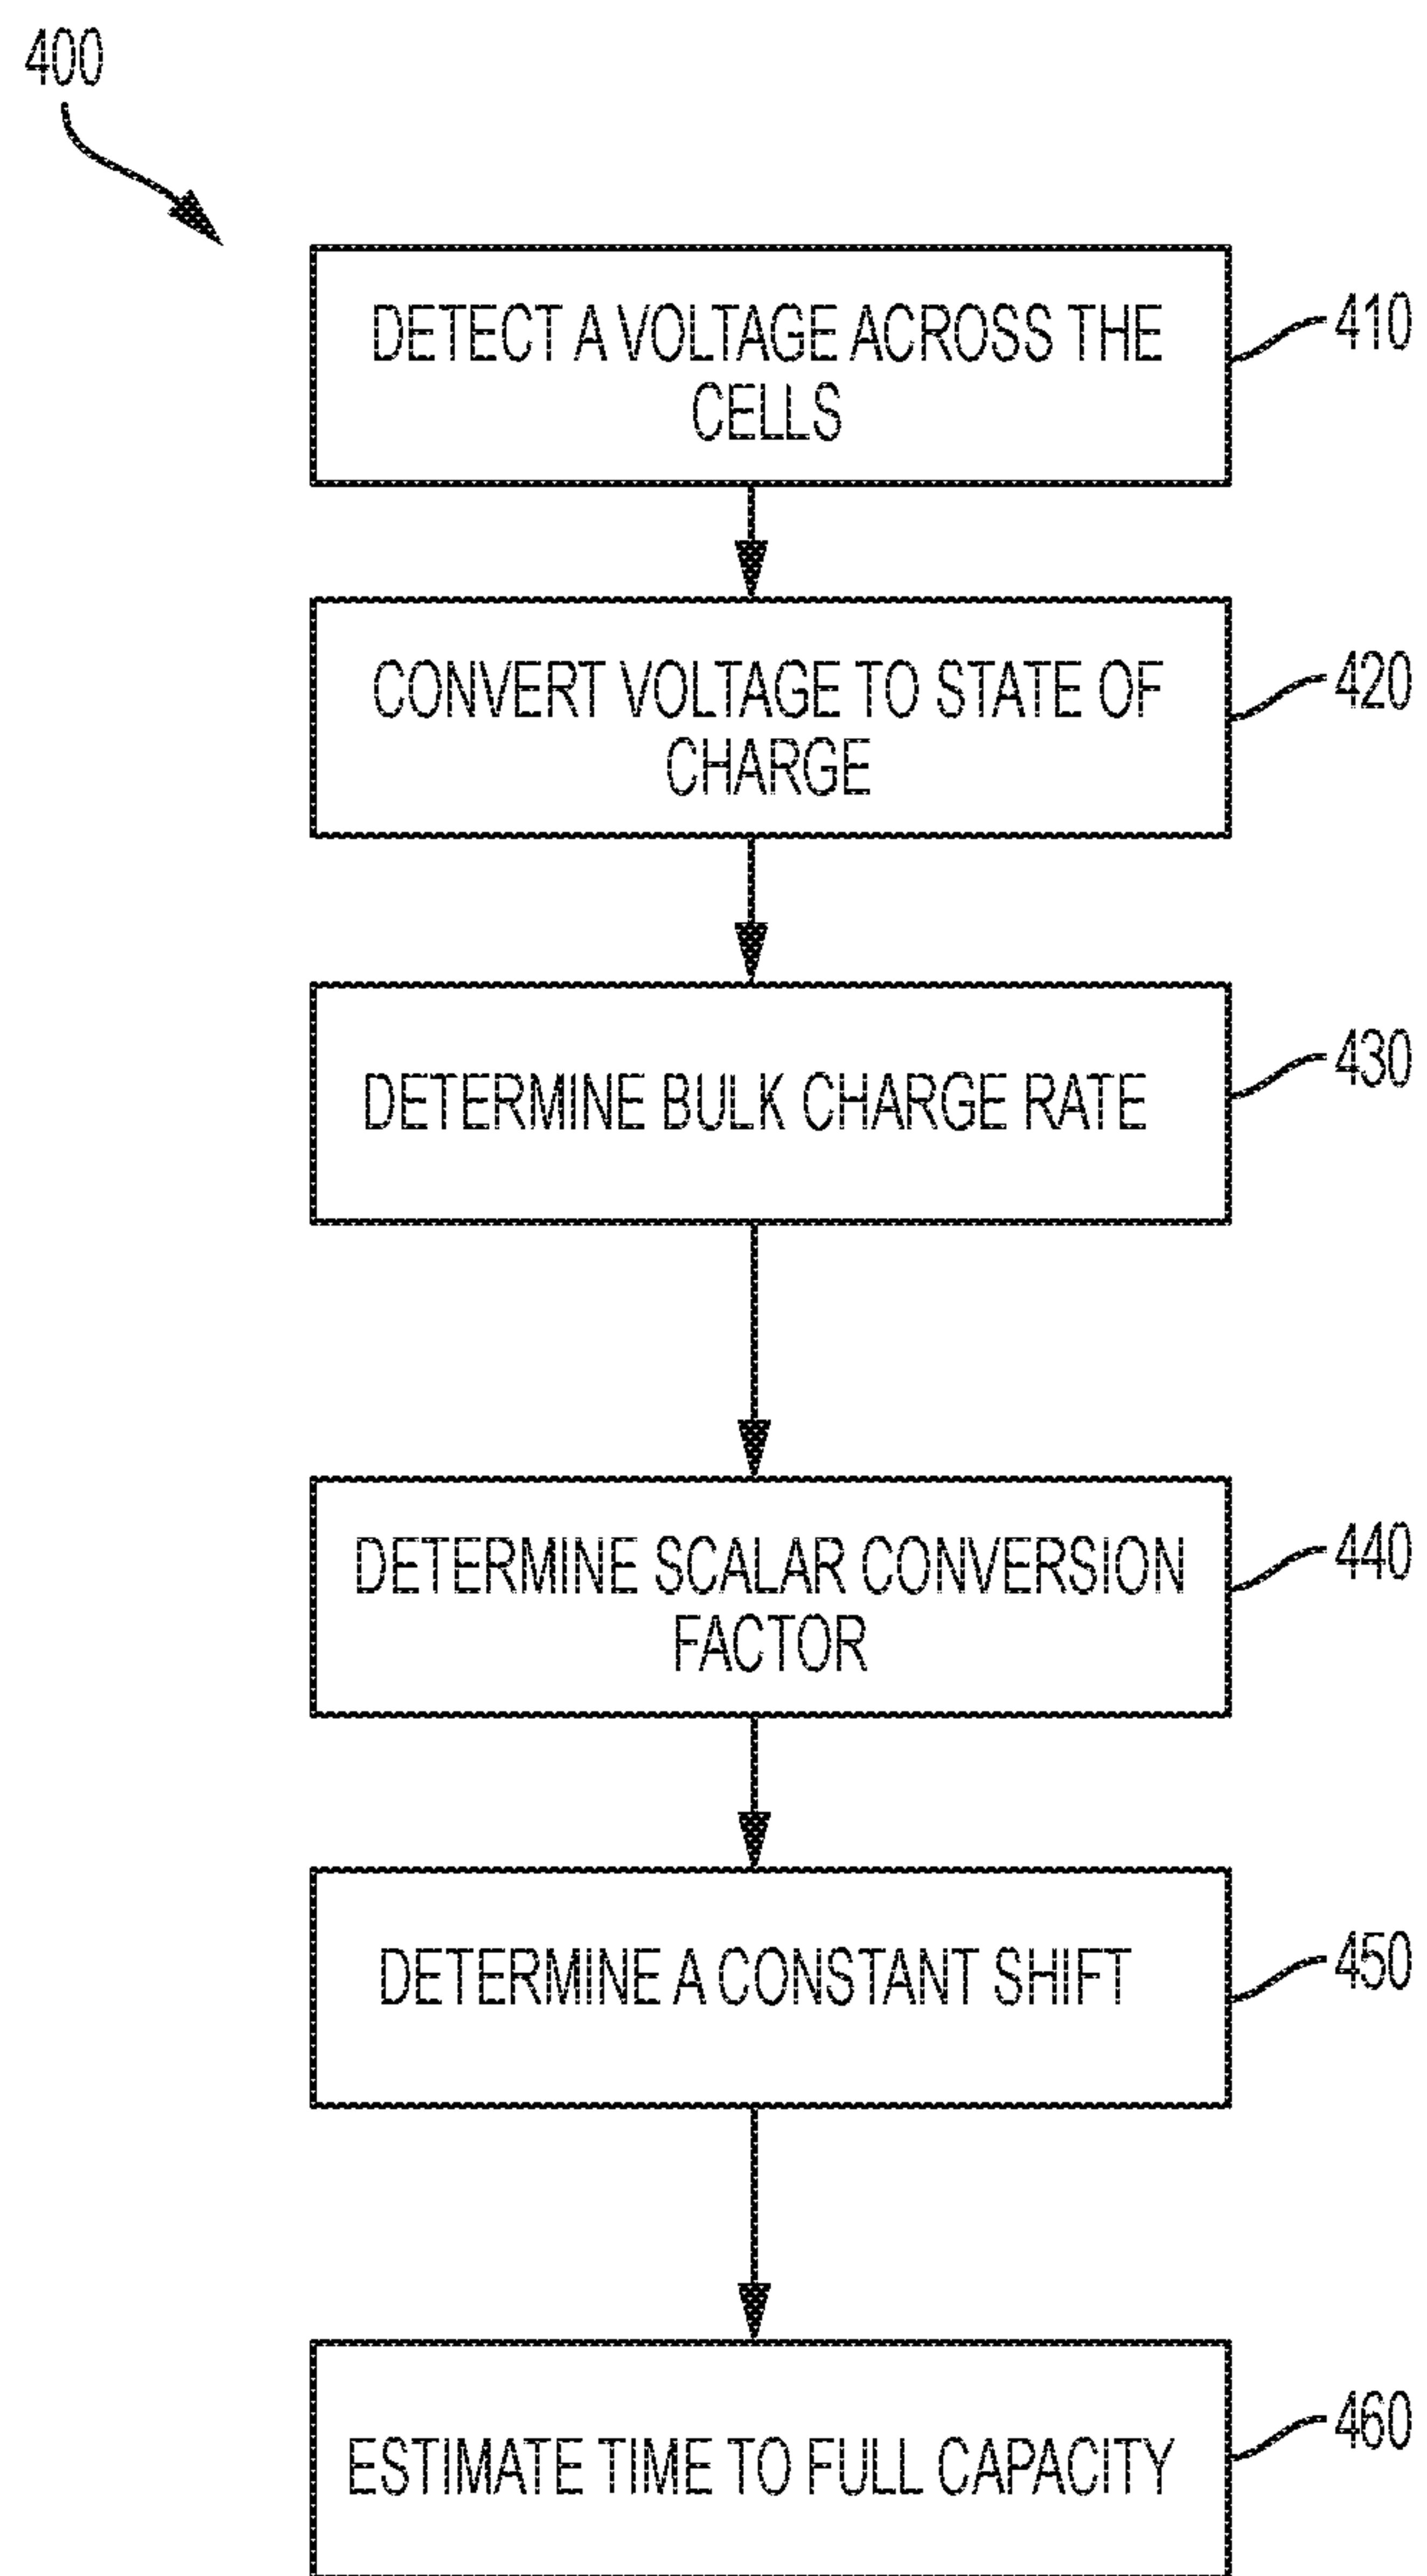 400
DETECT A VOLTAGE ACROSS THE
CELLS
410
CONVERT VOLTAGE TO STATE OF
CHARGE
420
DETERMINE BULK CHARGE RATE
430
DETERMINE SCALAR CONVERSION
FACTOR
440
DETERMINE A CONSTANT SHIFT
450
ESTIMATE TIME TO FULL CAPACITY
460